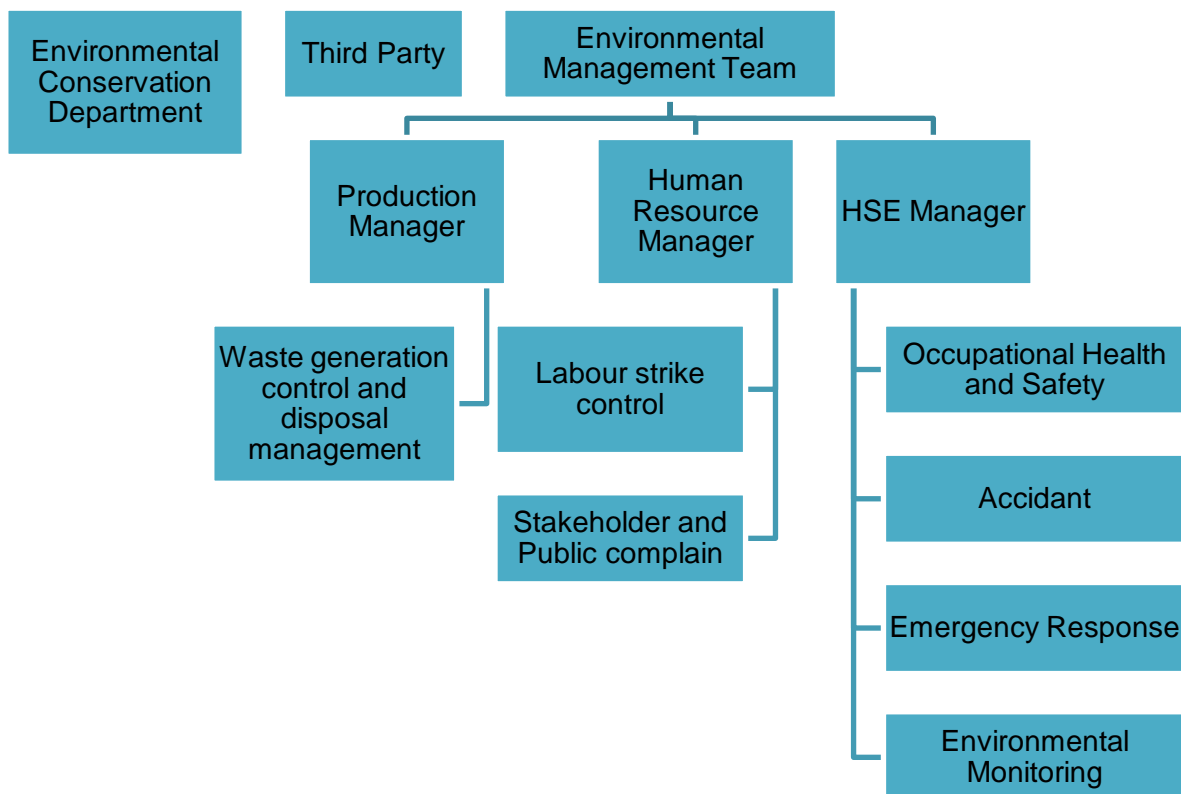 Environmental
Conservation
Department
Third Party
Environmental
Management Team
Production
Manager
Human
Resource
Manager
HSE Manager
Waste generation
control and
disposal
management
Labour strike
control
Stakeholder and
Public complain
Occupational Health
and Safety
Accidant
Emergency Response
Environmental
Monitoring